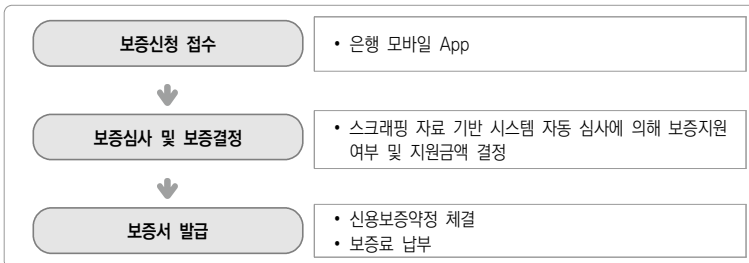 보증신청 접수
• 은행 모바일 App
보증심사 및 보증결정
• 스크래핑 자료 기반 시스템 자동 심사에 의해 보증지원
여부 및 지원금액 결정
보증서 발급
• 신용보증약정 체결
• 보증료 납부